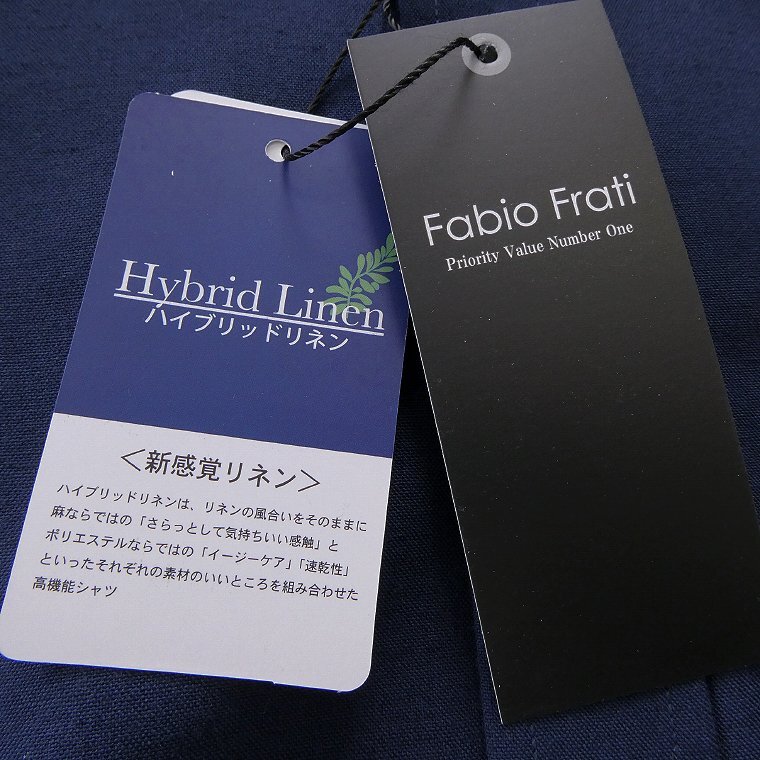 Hybrid Linen
ハイブリッドリネン
＜新感覚リネン＞
ハイブリッドリネンは、リネンの風合いをそのままに
麻ならではの「さらっとして気持ちいい感触」と
ポリエステルならではの「イージーケア」「速乾性」
といったそれぞれの素材のいいところを組み合わせた
高機能シャツ
Fabio Frati
Priority Value Number One